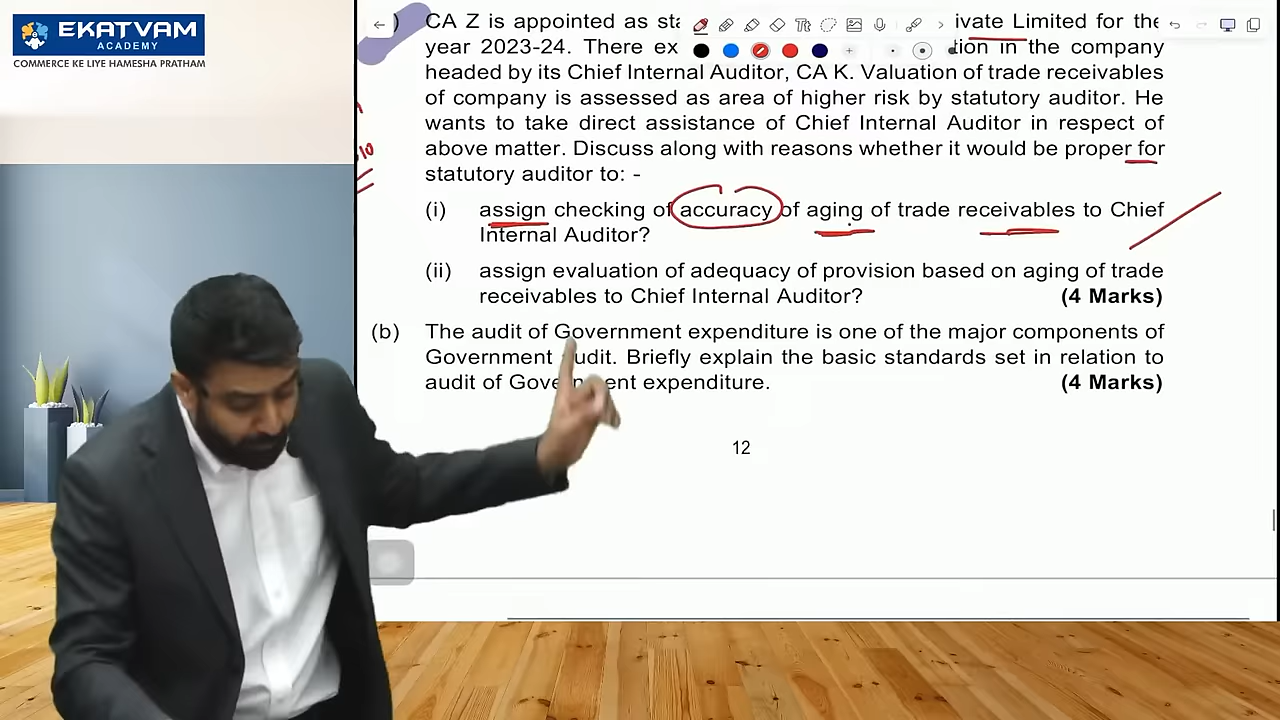 EKATVAM
ACADEMY
COMMERCE KE LIYE HAMESHA PRATHAM
) CA Z is appointed as sta ivate Limited for the
year 2023-24. There ex tion in the company
headed by its Chief Internal Auditor, CA K. Valuation of trade receivables
of company is assessed as area of higher risk by statutory auditor. He
wants to take direct assistance of Chief Internal Auditor in respect of
above matter. Discuss along with reasons whether it would be proper for
statutory auditor to: -
(i) assign checking of accuracy of aging of trade receivables to Chief
Internal Auditor?
(ii) assign evaluation of adequacy of provision based on aging of trade
receivables to Chief Internal Auditor? (4 Marks)
(b) The audit of Government expenditure is one of the major components of
Government audit. Briefly explain the basic standards set in relation to
audit of Gove ent expenditure. (4 Marks)
12